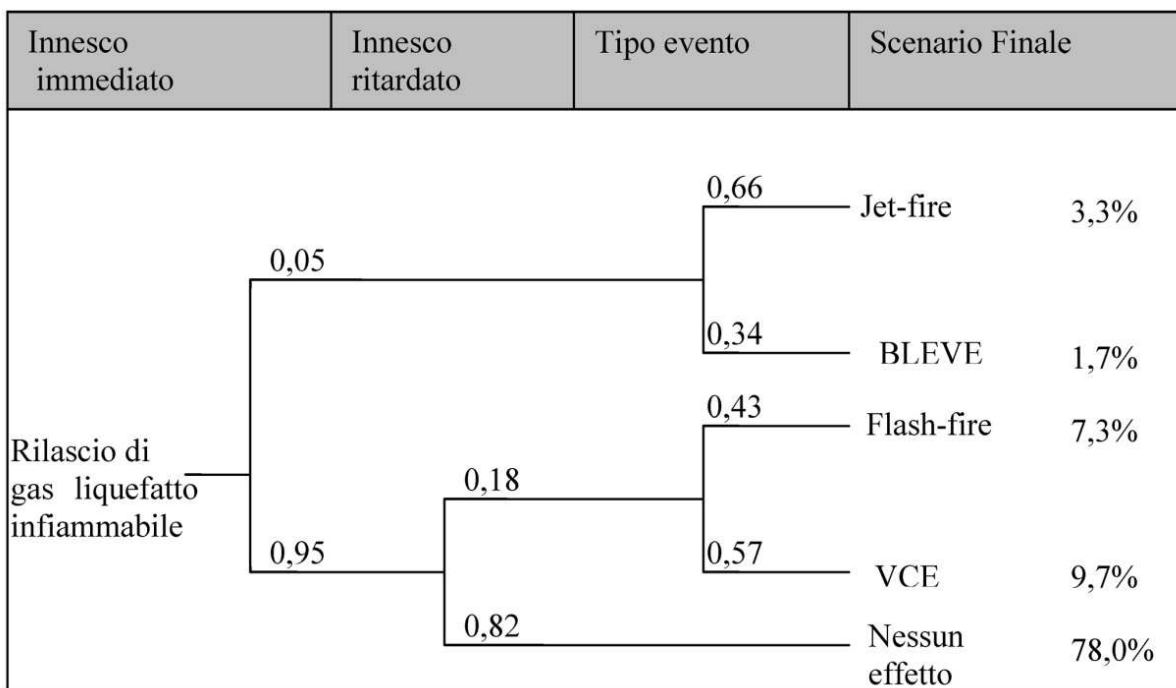 Innesco
immediato
Innesco
ritardato
Tipo evento
Scenario Finale
0,66
Jet-fire 3,3%
0,05
0,34
BLEVE 1,7%
0,43
Flash-fire 7,3%
Rilascio di
gas liquefatto
infiammabile
0,18
0,95
0,57
VCE 9,7%
0,82
Nessun
effetto
78,0%